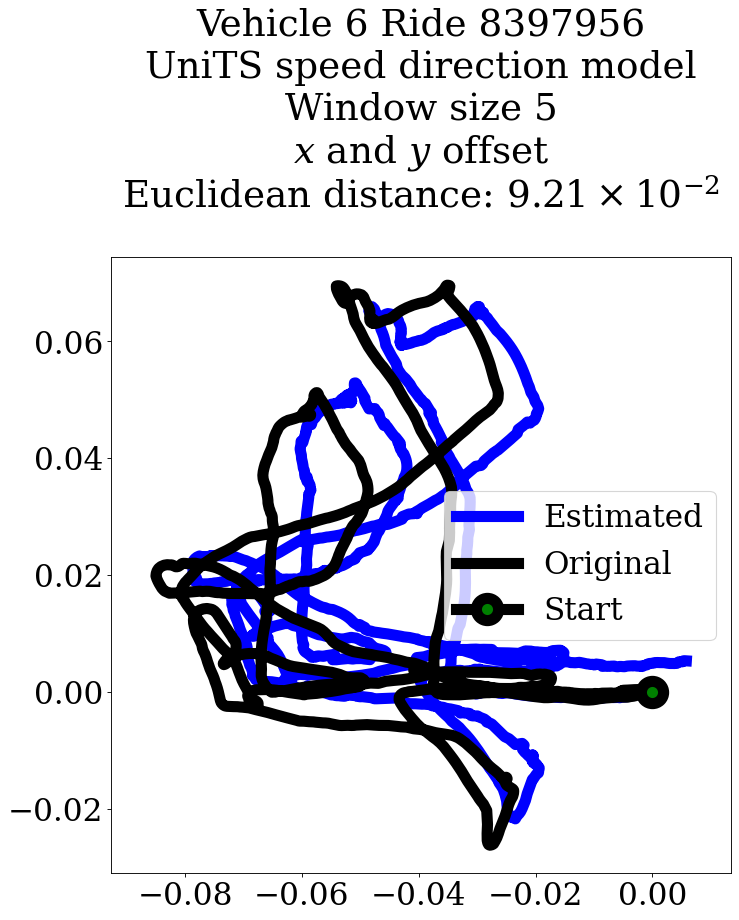 Vehicle 6 Ride 8397956
UniTS speed direction model
Window size 5
x and y offset
Euclidean distance: 9.21 × 10⁻²
0.06
0.04
0.02
0.00
−0.02
Estimated
Original
Start
−0.08 −0.06 −0.04 −0.02 0.00